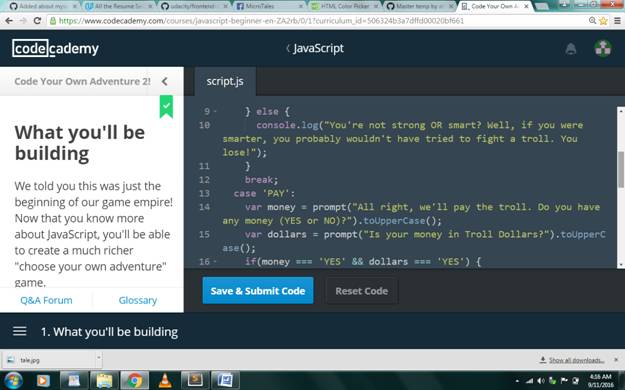 Added about mys
All the Resume Se
udacity/frontend
MicroTales
HTML Color Picker
Master temp by a
Code Your Own A
https://www.codecademy.com/courses/javascript-beginner-en-ZA2rb/0/1?curriculum_id=506324b3a7dffd00020bf661
codecademy
JavaScript
Code Your Own Adventure 2!
script.js
What you'll be
building
We told you this was just the
beginning of our game empire!
Now that you know more
about JavaScript, you'll be able
to create a much richer
"choose your own adventure"
game.
Q&A Forum
Glossary
9 } else {
10 console.log("You're not strong OR smart? Well, if you were
smarter, you probably wouldn't have tried to fight a troll. You
lose!");
11 }
12 break;
13 case 'PAY':
14 var money = prompt("All right, we'll pay the troll. Do you have
any money (YES or NO)?").toUpperCase();
15 var dollars = prompt("Is your money in Troll Dollars?").toUpperC
ase();
16 if(money === 'YES' && dollars === 'YES') {
Save & Submit Code
Reset Code
1. What you'll be building
tale.jpg
Show all downloads...
4:16 AM
9/11/2016